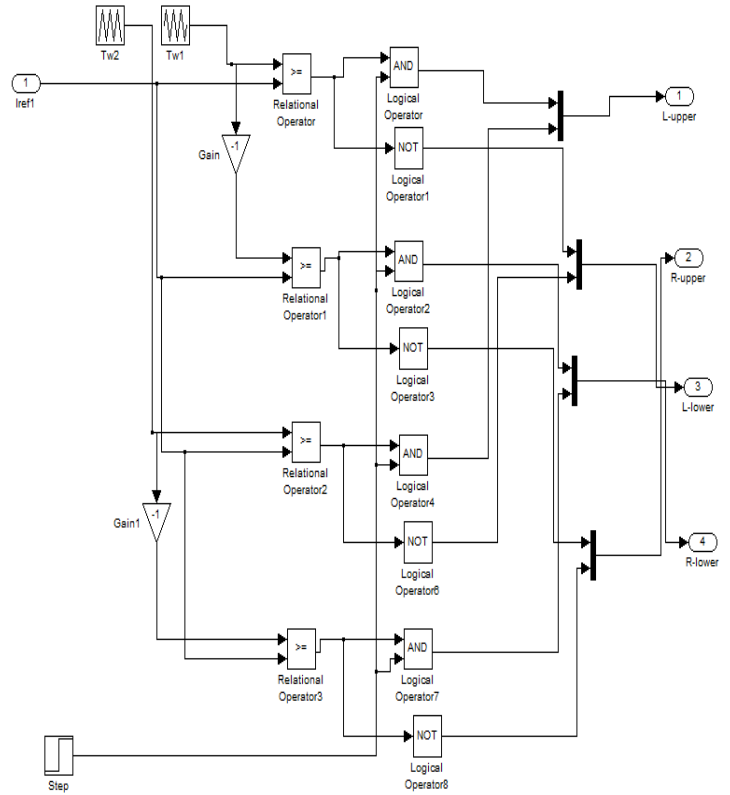 Tw2
Tw1
1
Iref1
>=
Relational
Operator
AND
Logical
Operator
1
L-upper
-1
Gain
NOT
Logical
Operator1
>=
Relational
Operator1
AND
Logical
Operator2
2
R-upper
NOT
Logical
Operator3
3
L-lower
>=
Relational
Operator2
AND
Logical
Operator4
-1
Gain1
NOT
Logical
Operator6
4
R-lower
>=
Relational
Operator3
AND
Logical
Operator7
NOT
Logical
Operator8
Step